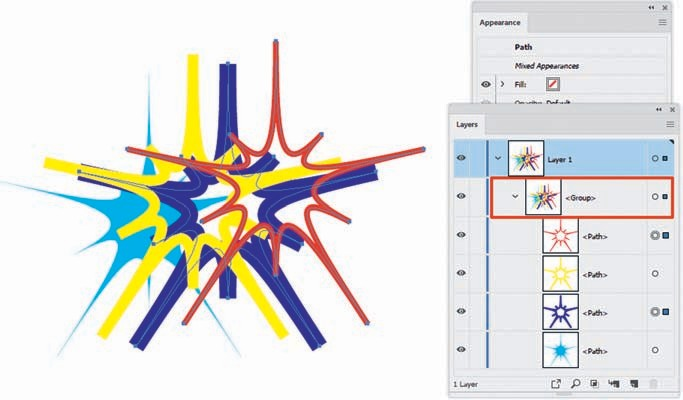 Appearance
Path
Mixed Appearances
Fill:
Opacity: Default
Layers
Layer 1
<Group>
<Path>
<Path>
<Path>
<Path>
1 Layer